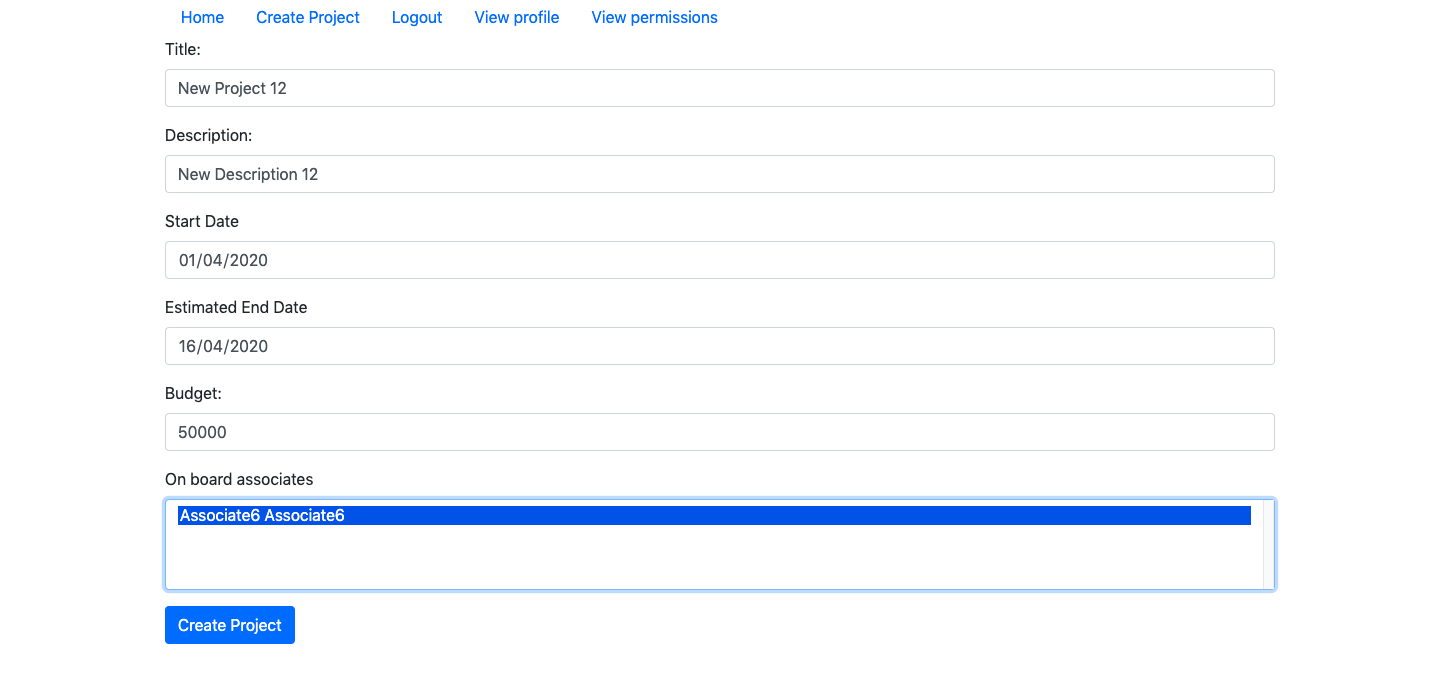 Home Create Project Logout View profile View permissions
Title:
New Project 12
Description:
New Description 12
Start Date
01/04/2020
Estimated End Date
16/04/2020
Budget:
50000
On board associates
Associate6 Associate6
Create Project